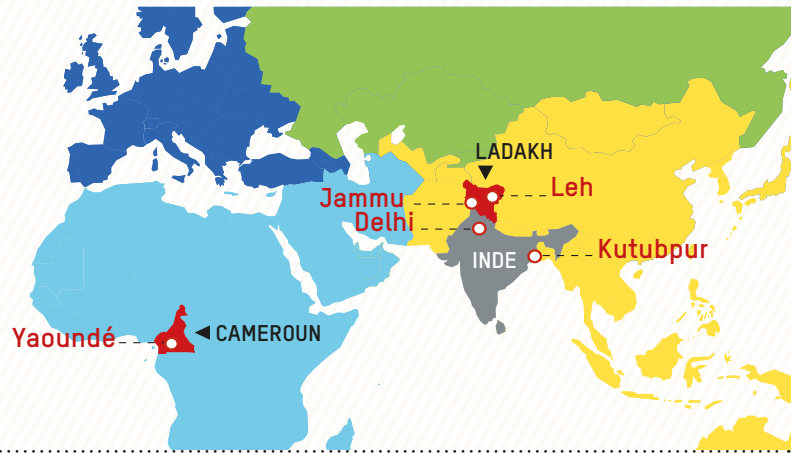 LADAKH
Leh
Jammu
Delhi
Kutubpur
INDE
CAMEROUN
Yaoundé